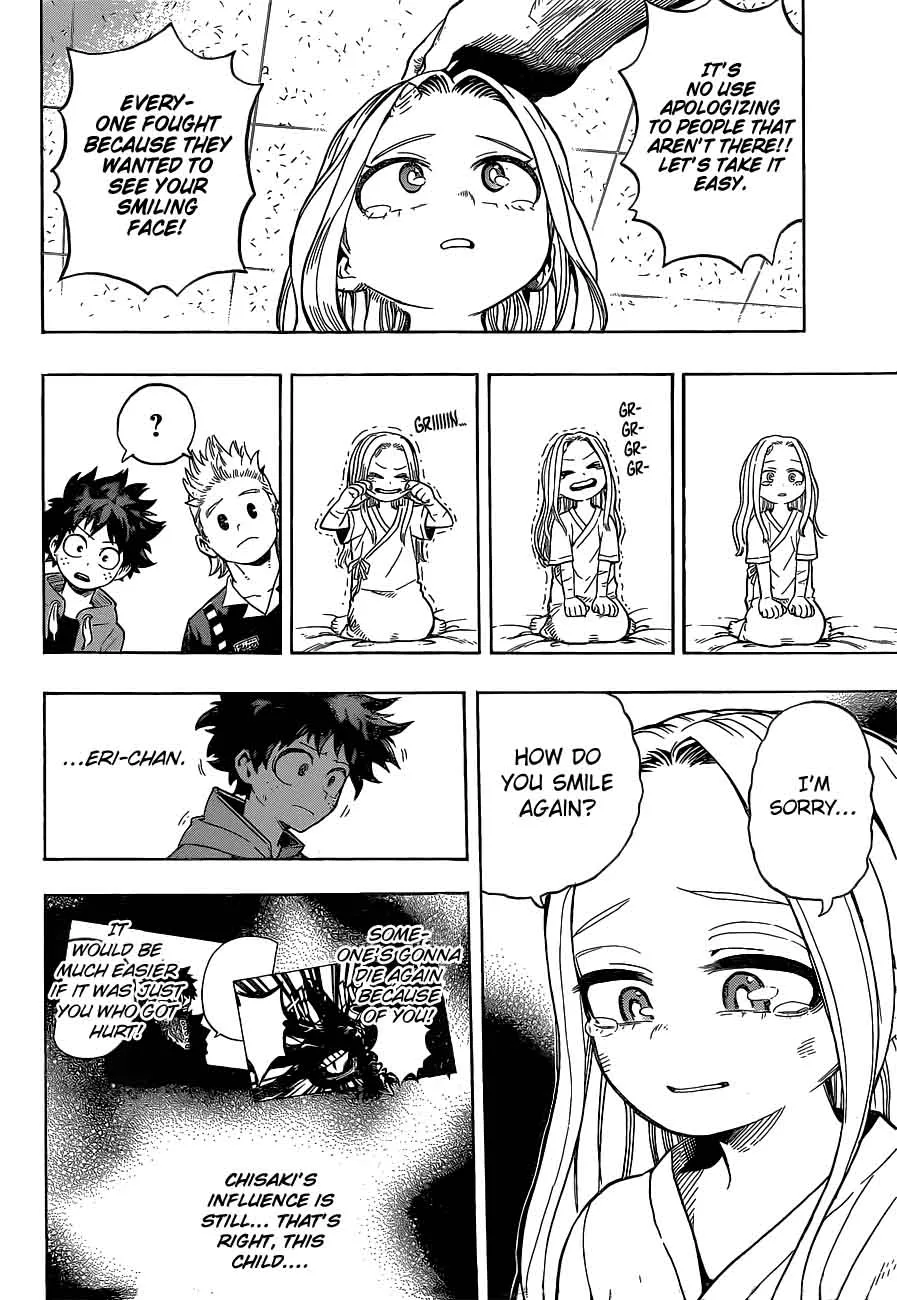 IT'S
NO USE
APOLOGIZING
TO PEOPLE THAT
AREN'T THERE!!
LET'S TAKE IT
EASY.
EVERY-
ONE FOUGHT
BECAUSE THEY
WANTED TO
SEE YOUR
SMILING
FACE!
GR-
GR-
GR-
GR-
GRIIIIIN...
?
I'M
SORRY...
HOW DO
YOU SMILE
AGAIN?
...ERI-CHAN.
SOME-
ONE'S GONNA
DIE AGAIN
BECAUSE
OF YOU!
IT
WOULD BE
MUCH EASIER
IF IT WAS JUST
YOU WHO GOT
HURT!
CHISAKI'S
INFLUENCE IS
STILL... THAT'S
RIGHT, THIS
CHILD....